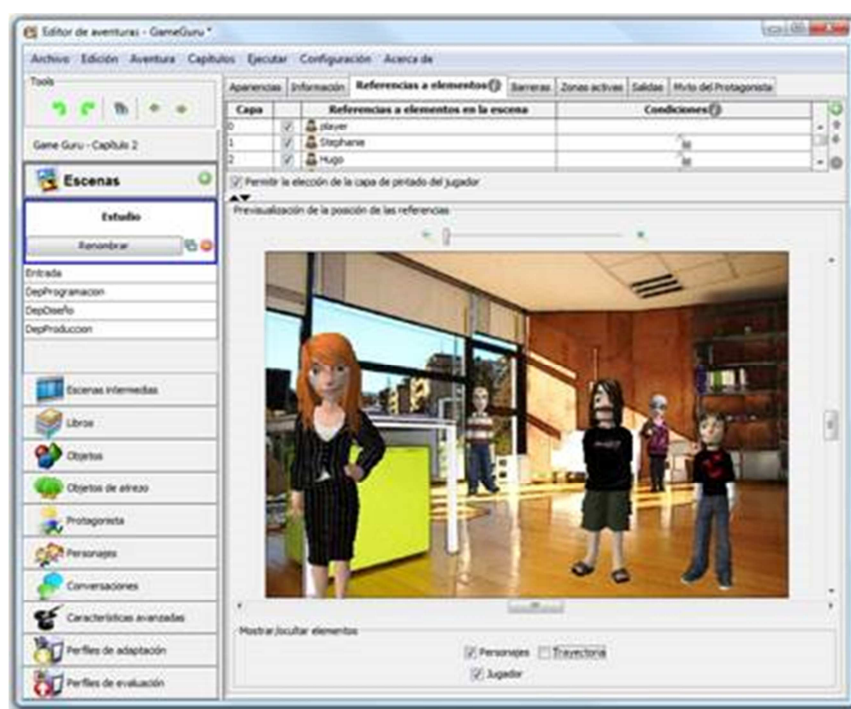 Editor de aventuras - GameGuru *
Archivo Edición Aventura Capítulos Ejecutar Configuración Acerca de
Tools
Game Guru - Capítulo 2
Escenas
Estudio
Renombrar
Entrada
DepProgramacion
DepDiseño
DepProduccion
Escenas intermedias
Libros
Objetos
Objetos de atrezo
Protagonista
Personajes
Conversaciones
Características avanzadas
Perfiles de adaptación
Perfiles de evaluación
Apariencias Información Referencias a elementos Barreras Zonas activas Salidas Mvto del Protagonista
Capa Referencias a elementos en la escena Condiciones
0 player
1 Stephanie
2 Hugo
Permitir la elección de la capa de pintado del jugador
Previsualización de la posición de las referencias
Mostrar/ocultar elementos
Personajes Trayectoria
Jugador